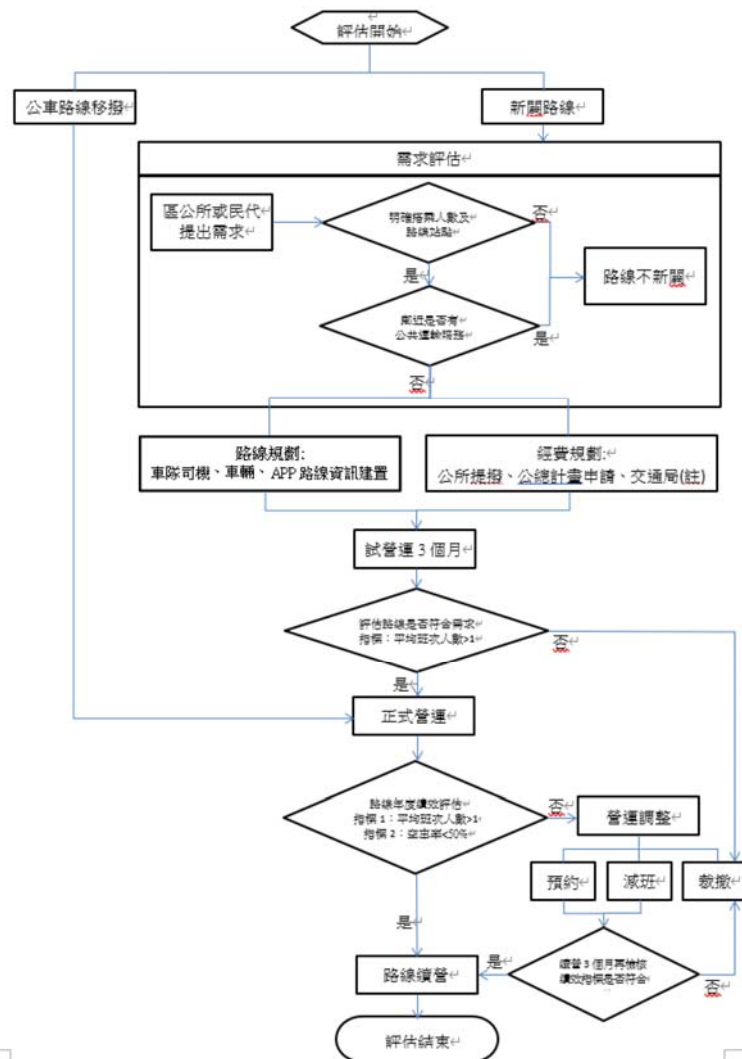 評估開始
公車路線移撥
新闢路線
需求評估
區公所或民代
提出需求
明確搭乘人數及
路線站點
否
是
路線不新闢
鄰近是否有
公共運輸服務
是
否
路線規劃:
車隊司機、車輛、APP 路線資訊建置
經費規劃:
公所提撥、公總計畫申請、交通局(註)
試營運 3 個月
評估路線是否符合需求
指標：平均班次人數>1
否
是
正式營運
路線年度績效評估
指標 1：平均班次人數>1
指標 2：空車率<50%
否
營運調整
預約
減班
裁撤
是
續營 3 個月再檢核
績效指標是否符合
是
否
路線續營
評估結束